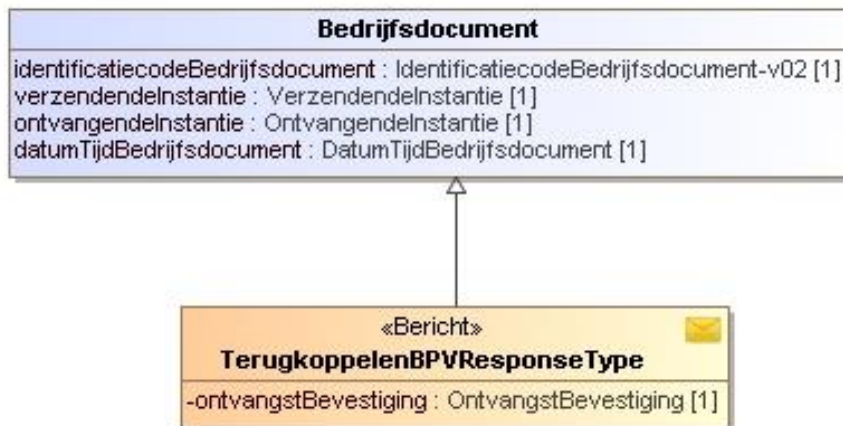 Bedrijfsdocument
identificatiecodeBedrijfsdocument : IdentificatiecodeBedrijfsdocument-v02 [1]
verzendendeInstantie : VerzendendeInstantie [1]
ontvangendeInstantie : OntvangendeInstantie [1]
datumTijdBedrijfsdocument : DatumTijdBedrijfsdocument [1]
«Bericht»
TerugkoppelenBPVResponseType
-ontvangstBevestiging : OntvangstBevestiging [1]